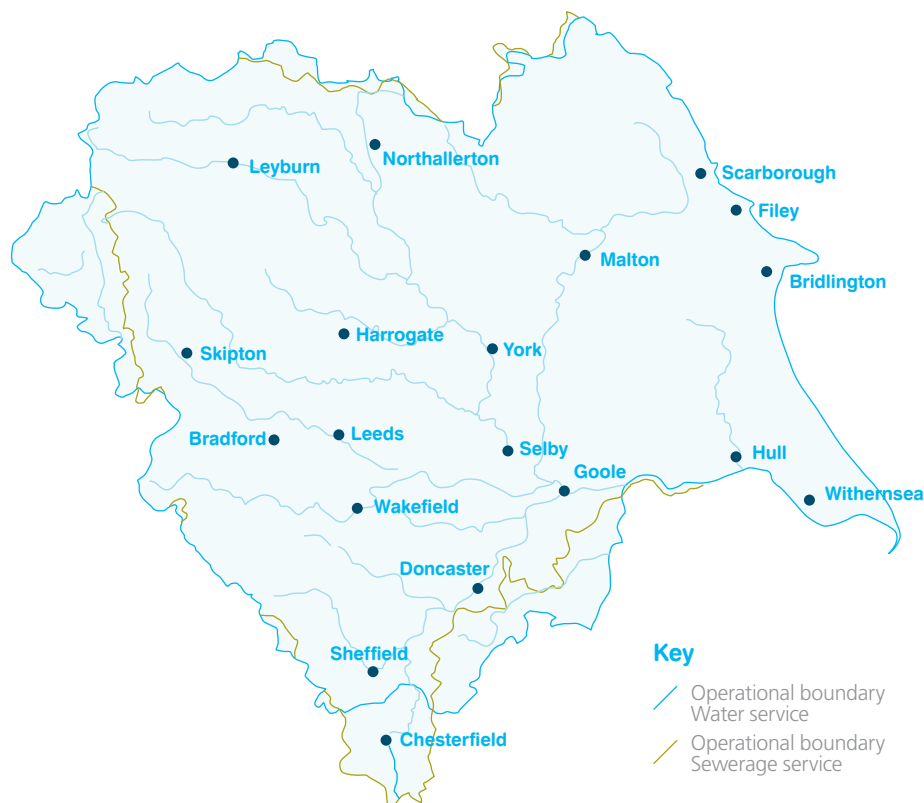 Northallerton
Leyburn
Scarborough
Filey
Malton
Bridlington
Harrogate
York
Skipton
Leeds
Bradford
Selby
Hull
Goole
Withernsea
Wakefield
Doncaster
Sheffield
Chesterfield
Key
Operational boundary
Water service
Operational boundary
Sewerage service